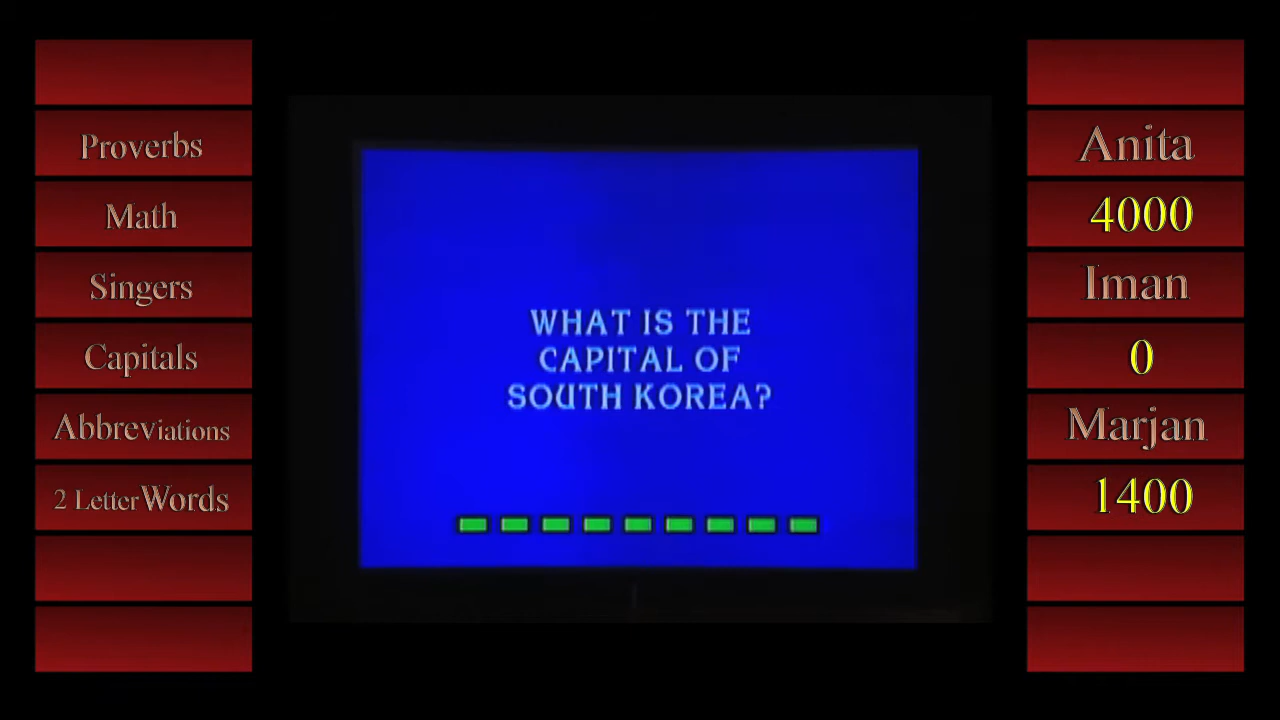 Proverbs
Math
Singers
Capitals
Abbreviations
2 Letter Words
WHAT IS THE
CAPITAL OF
SOUTH KOREA?
Anita
4000
Iman
0
Marjan
1400